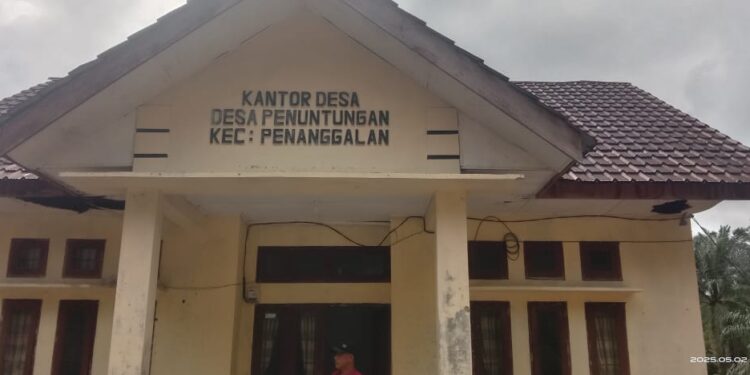 KANTOR DESA
DESA PENUNTUNGAN
KEC: PENANGGALAN
2025.05.02